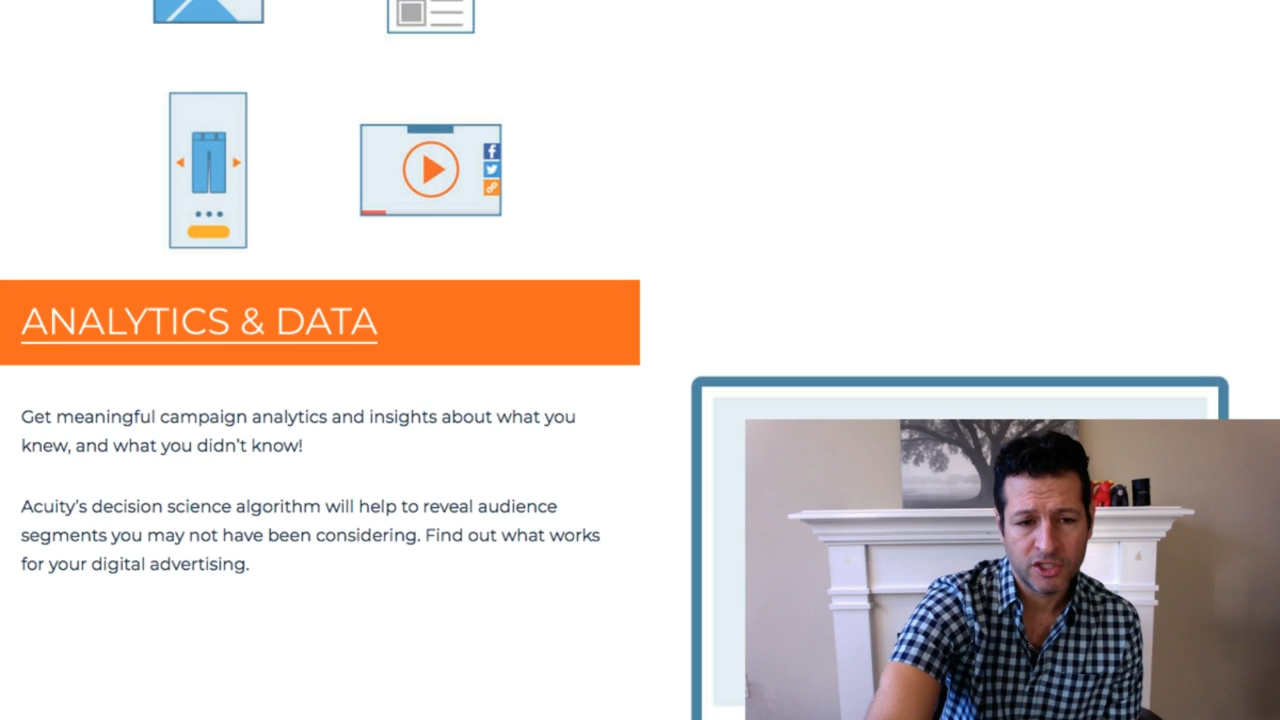 ANALYTICS & DATA
Get meaningful campaign analytics and insights about what you
knew, and what you didn't know!
Acuity's decision science algorithm will help to reveal audience
segments you may not have been considering. Find out what works
for your digital advertising.